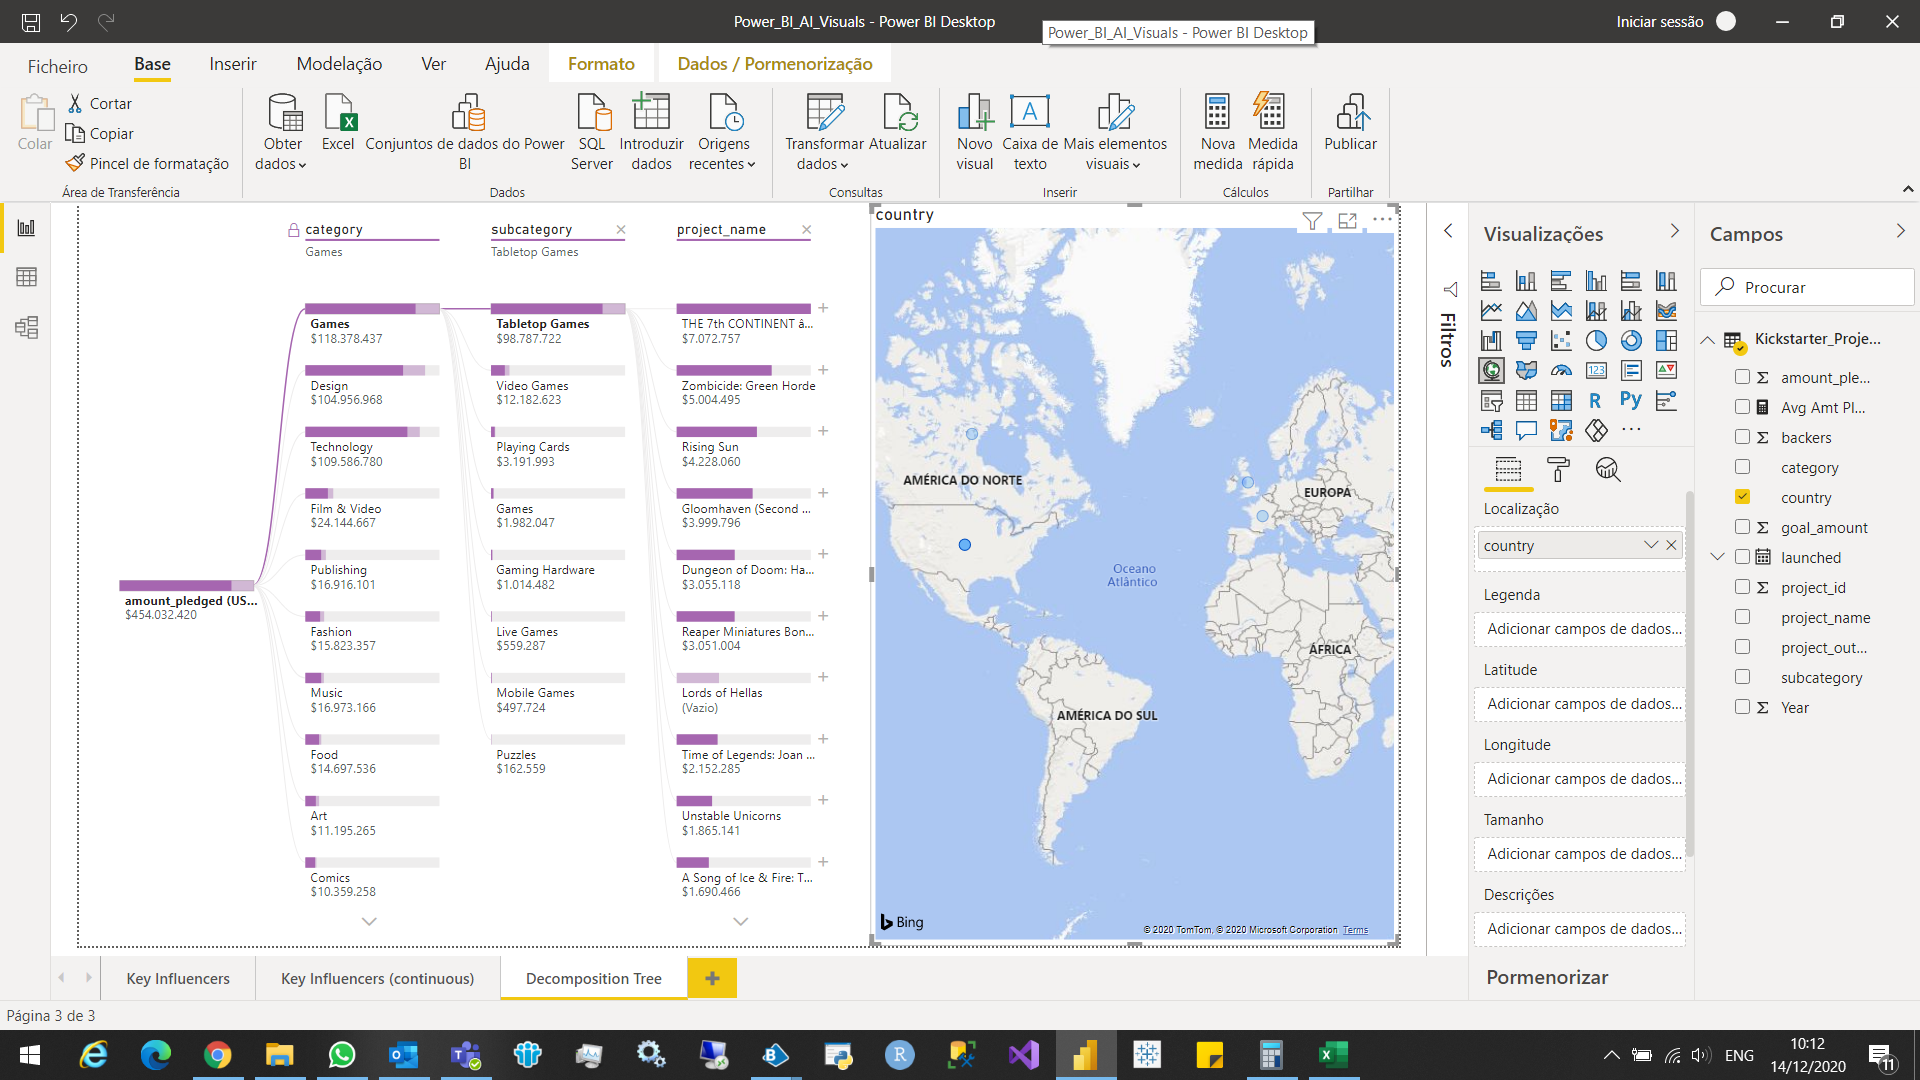 Power_BI_AI_Visuals - Power BI Desktop
Power_BI_AI_Visuals - Power BI Desktop
Iniciar sessão
Ficheiro
Base
Inserir
Modelação
Ver
Ajuda
Formato
Dados / Pormenorização
Colar
Cortar
Copiar
Pincel de formatação
Área de Transferência
Obter dados
Excel
Conjuntos de dados do Power BI
SQL Server
Introduzir dados
Origens recentes
Dados
Transformar dados
Atualizar
Consultas
Novo visual
Caixa de texto
Mais elementos visuais
Inserir
Nova medida
Medida rápida
Cálculos
Publicar
Partilhar
category
Games
subcategory
Tabletop Games
project_name
amount_pledged (US...
$454.032.420
Games
$118.378.437
Design
$104.956.968
Technology
$109.586.780
Film & Video
$24.144.667
Publishing
$16.916.101
Fashion
$15.823.357
Music
$16.973.166
Food
$14.697.536
Art
$11.195.265
Comics
$10.359.258
Tabletop Games
$98.787.722
Video Games
$12.182.623
Playing Cards
$3.191.993
Games
$1.982.047
Gaming Hardware
$1.014.482
Live Games
$559.287
Mobile Games
$497.724
Puzzles
$162.559
THE 7th CONTINENT â...
$7.072.757
Zombicide: Green Horde
$5.004.495
Rising Sun
$4.228.060
Gloomhaven (Second ...
$3.999.796
Dungeon of Doom: Ha...
$3.055.118
Reaper Miniatures Bon...
$3.051.004
Lords of Hellas
(Vazio)
Time of Legends: Joan ...
$2.152.285
Unstable Unicorns
$1.865.141
A Song of Ice & Fire: T...
$1.690.466
country
AMÉRICA DO NORTE
EUROPA
Oceano
Atlântico
ÁFRICA
AMÉRICA DO SUL
Bing
© 2020 TomTom, © 2020 Microsoft Corporation Terms
Filtros
Visualizações
123
R
Py
Localização
country
Legenda
Adicionar campos de dados...
Latitude
Adicionar campos de dados...
Longitude
Adicionar campos de dados...
Tamanho
Adicionar campos de dados...
Descrições
Adicionar campos de dados...
Pormenorizar
Campos
Procurar
Kickstarter_Proje...
amount_ple...
Avg Amt Pl...
backers
category
country
goal_amount
launched
project_id
project_name
project_out...
subcategory
Year
Key Influencers
Key Influencers (continuous)
Decomposition Tree
Página 3 de 3
ENG
10:12
14/12/2020
11